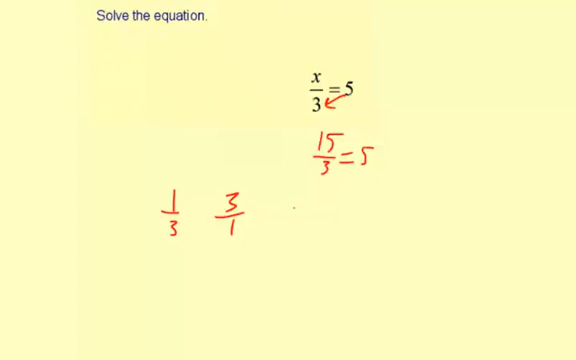 Solve the equation.
x/3 = 5
15/3 = 5
1/3 3/1